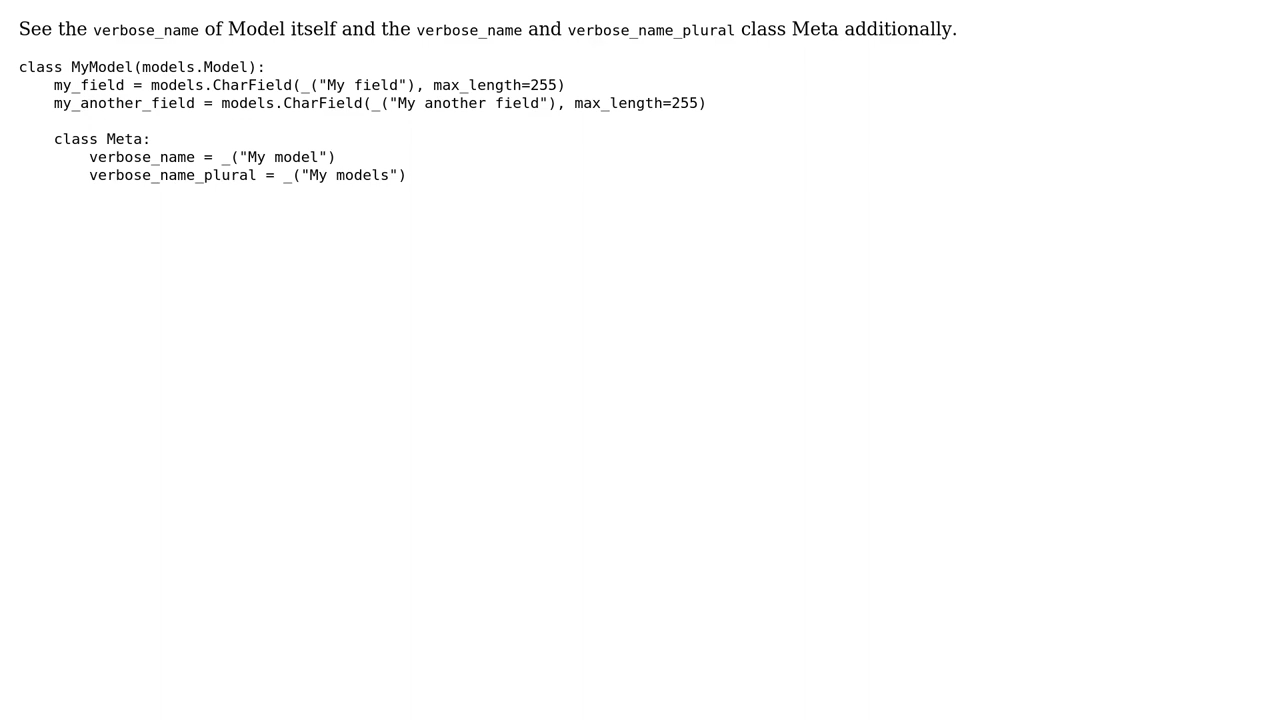 See the verbose_name of Model itself and the verbose_name and verbose_name_plural class Meta additionally.
class MyModel(models.Model):
    my_field = models.CharField(_("My field"), max_length=255)
    my_another_field = models.CharField(_("My another field"), max_length=255)

    class Meta:
        verbose_name = _("My model")
        verbose_name_plural = _("My models")